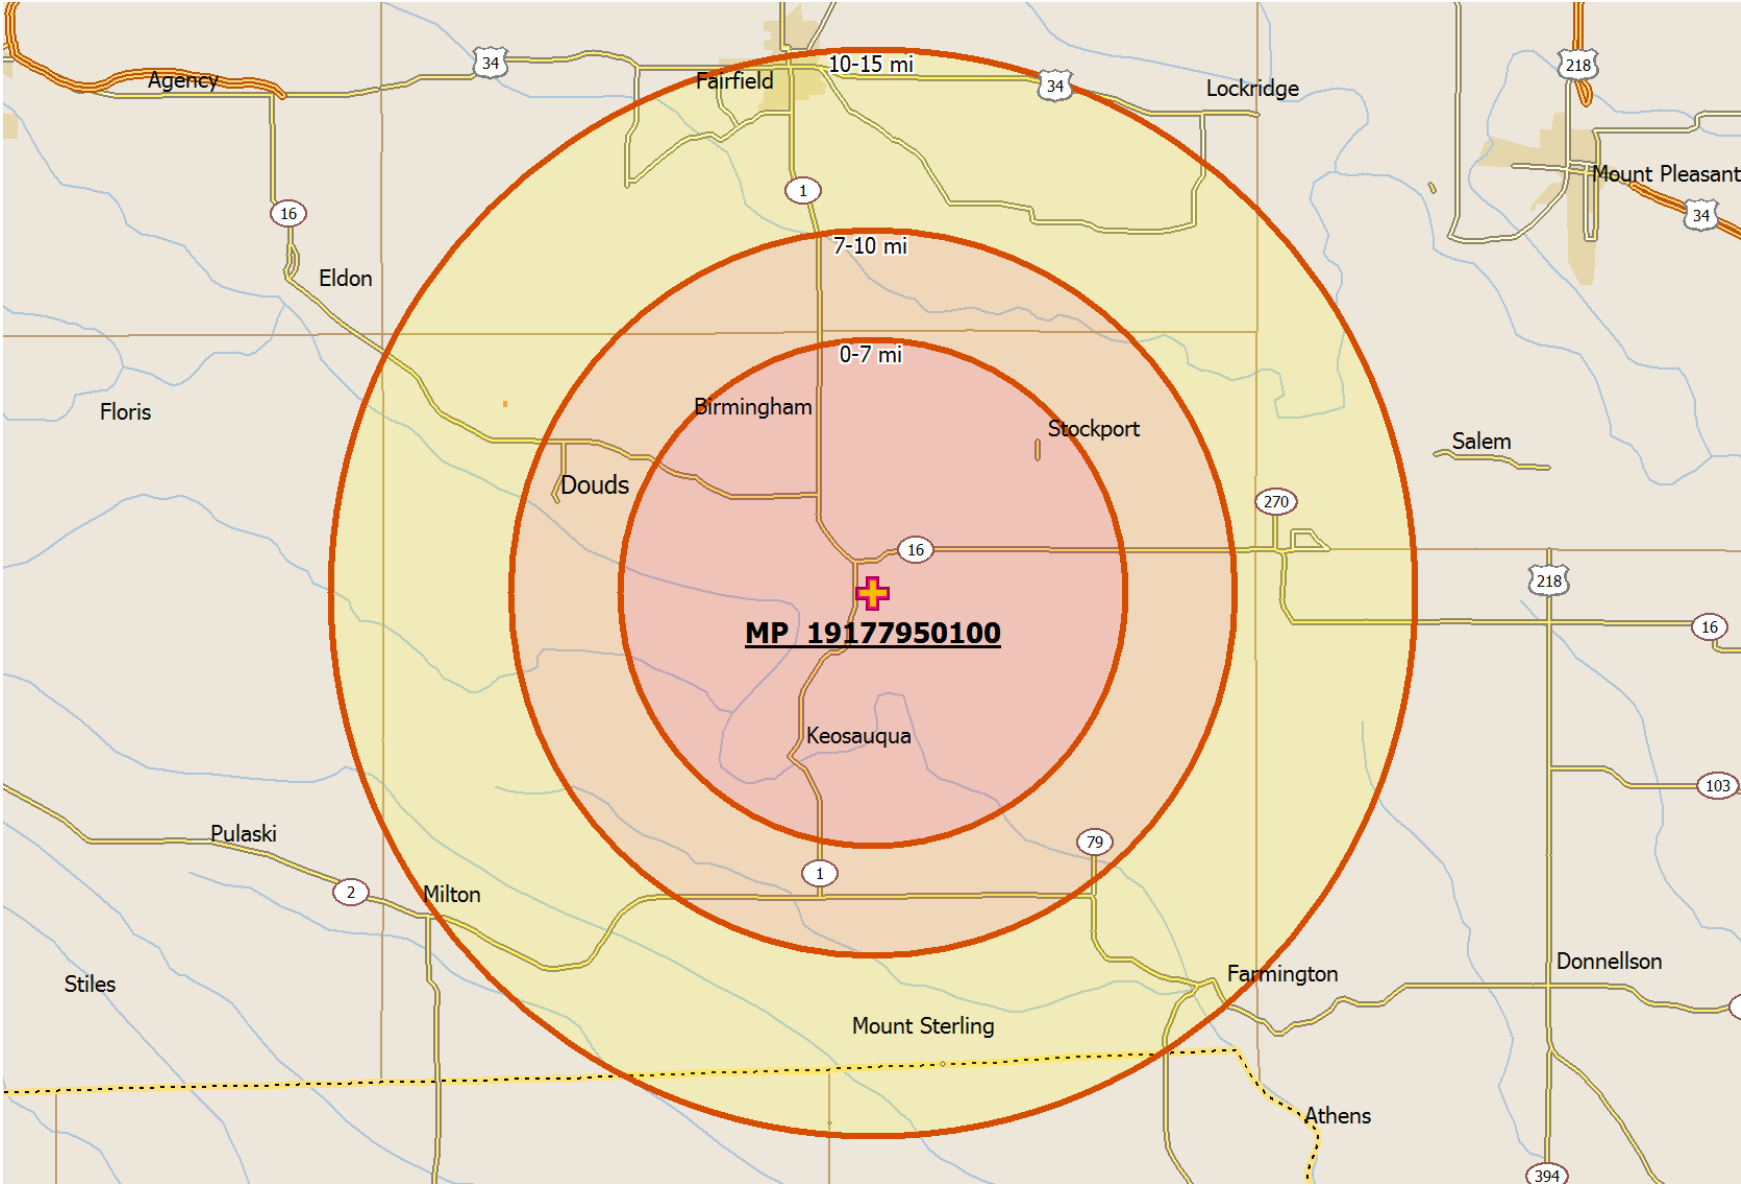 10-15 mi
34
218
Agency
Fairfield
34
Lockridge
Mount Pleasant
1
16
34
7-10 mi
Eldon
0-7 mi
Floris
Birmingham
Stockport
Salem
Douds
270
16
218
MP 19177950100
16
Keosauqua
103
Pulaski
79
2
Milton
1
Donnellson
Stiles
Farmington
Mount Sterling
Athens
394